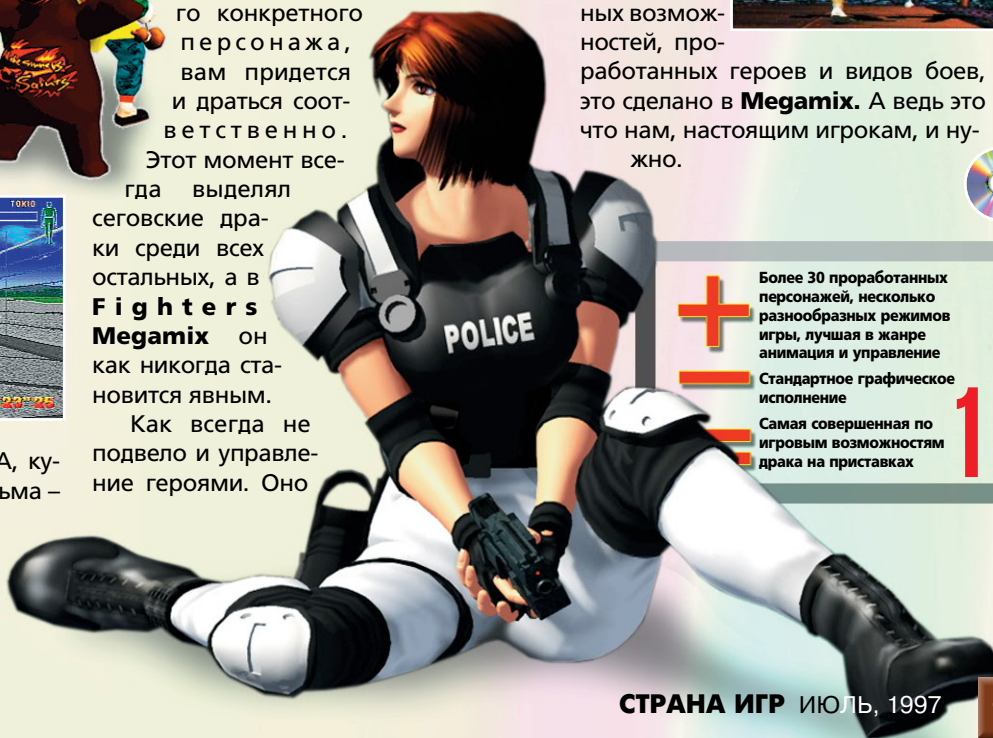 го конкретного
персонажа,
вам придется
и драться соот-
ветственно.
Этот момент все-
гда выделял
сеговские дра-
ки среди всех
остальных, а в
Fighters
Megamix он
как никогда ста-
новится явным.
Как всегда не
подвело и управле-
ние героями. Оно
TOKIO
23"25
А, ку-
ьма –
POLICE
ных возмож-
ностей, про-
работанных героев и видов боев,
это сделано в Megamix. А ведь это
что нам, настоящим игрокам, и ну-
жно.
+ Более 30 проработанных
персонажей, несколько
разнообразных режимов
игры, лучшая в жанре
анимация и управление
– Стандартное графическое
исполнение
= Самая совершенная по
игровым возможностям
драка на приставках
1
СТРАНА ИГР ИЮЛЬ, 1997